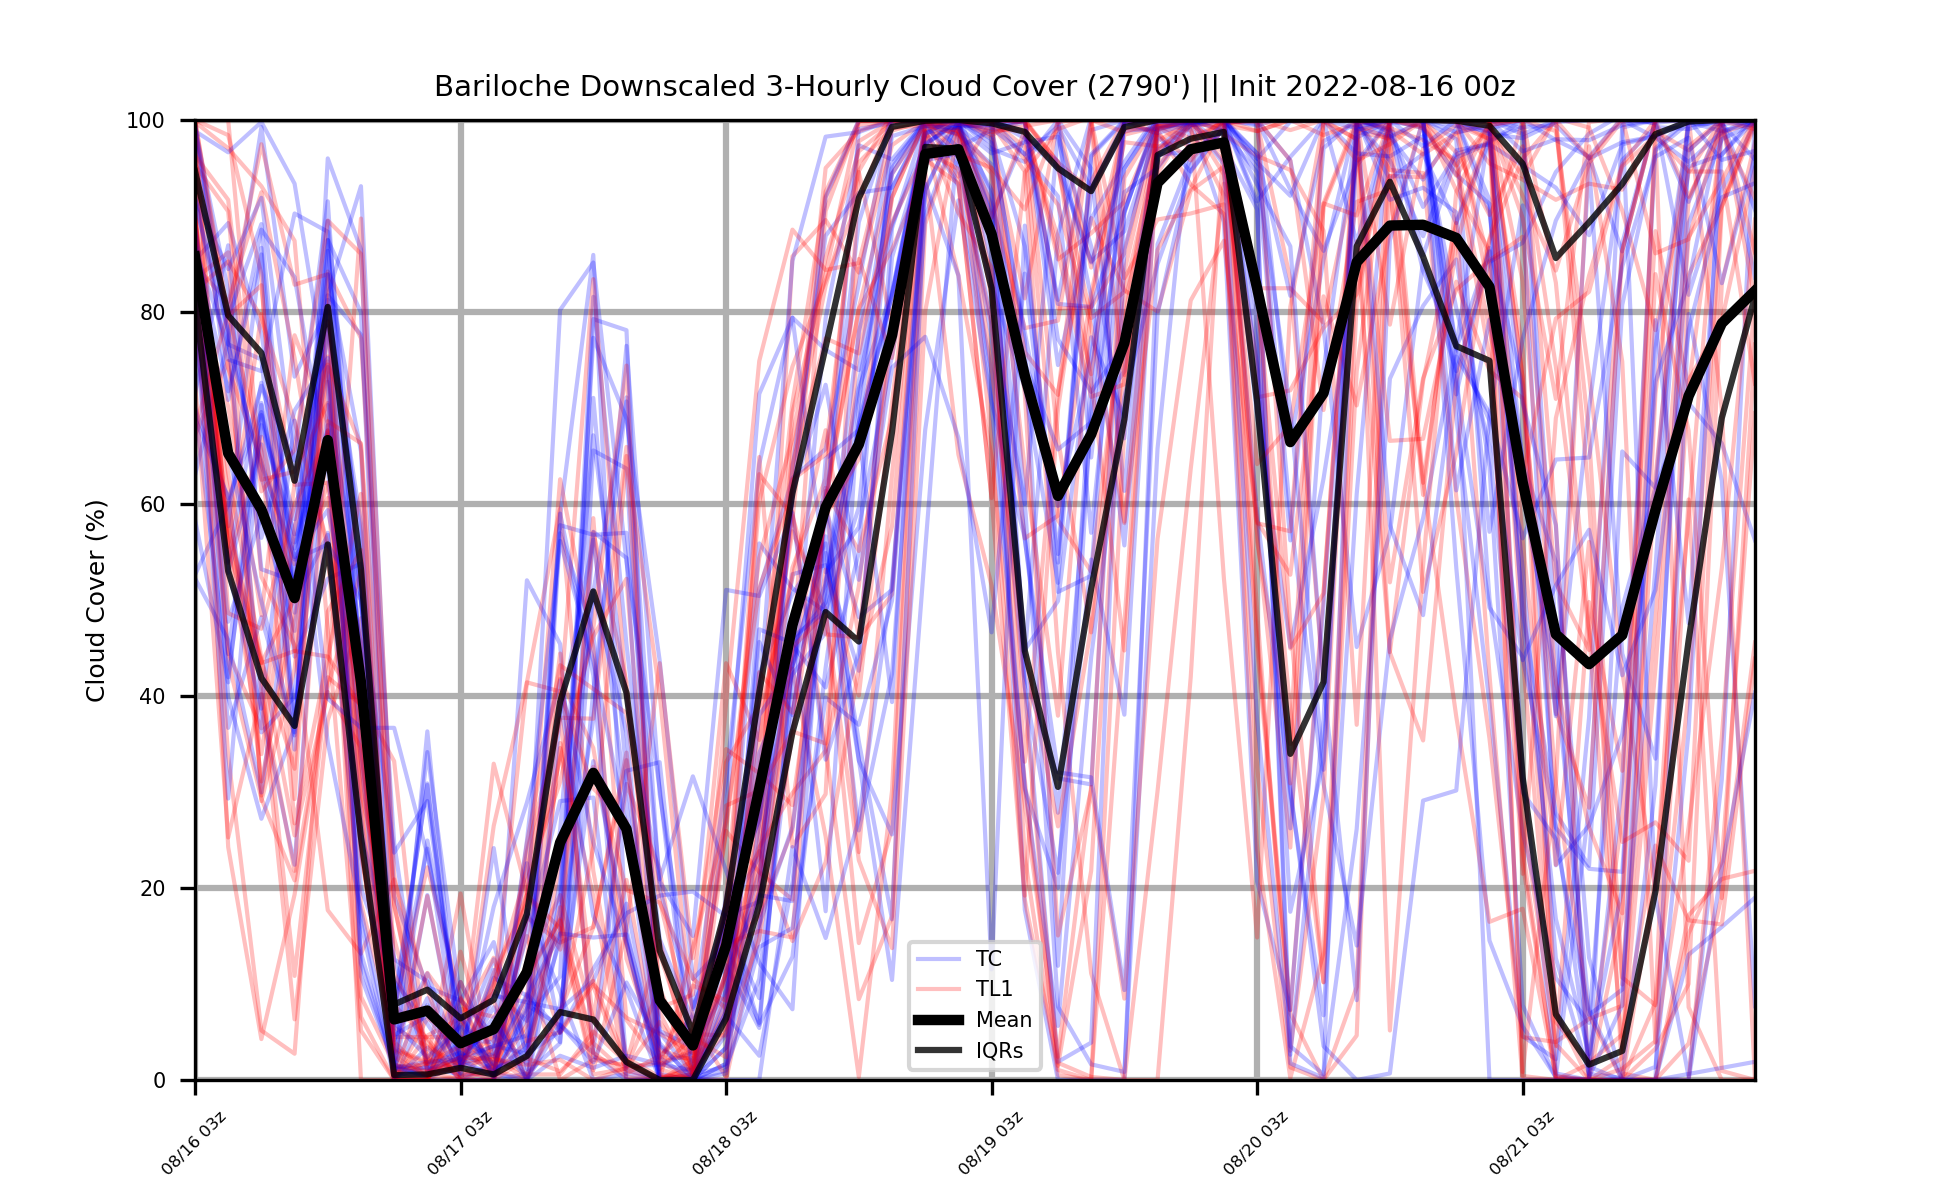 Bariloche Downscaled 3-Hourly Cloud Cover (2790') || Init 2022-08-16 00z
100
80
60
40
20
0
Cloud Cover (%)
TC
TL1
Mean
IQRs
08/16 03z
08/17 03z
08/18 03z
08/19 03z
08/20 03z
08/21 03z